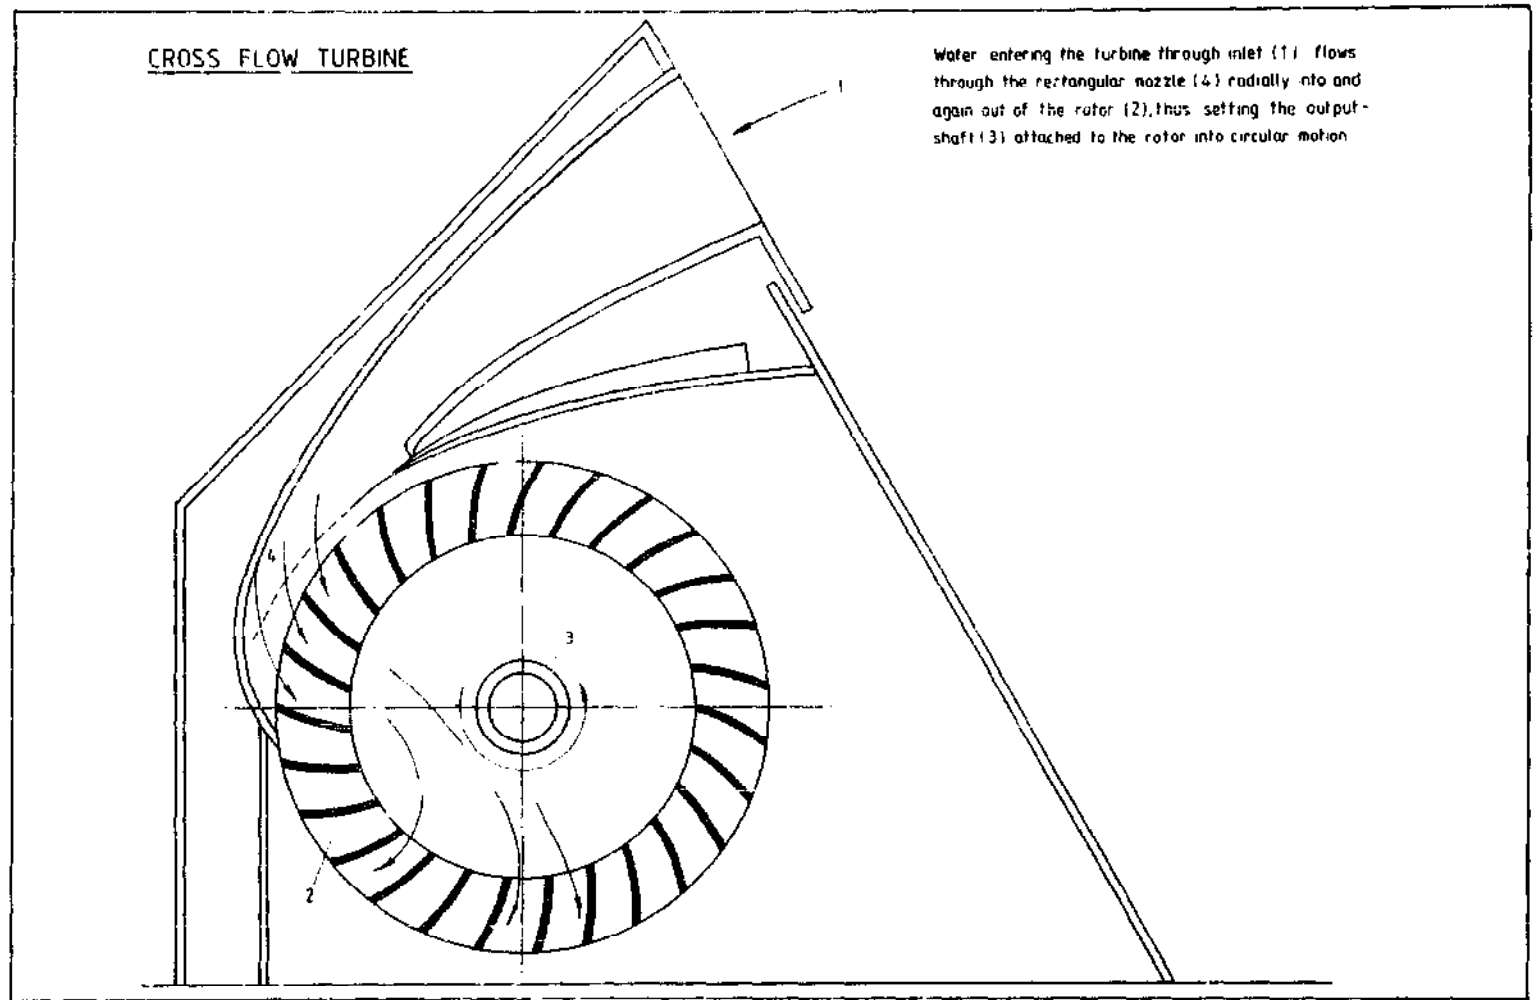 CROSS FLOW TURBINE
Water entering the turbine through inlet (1) flows
through the rectangular nozzle (4) radially into and
again out of the rotor (2), thus setting the output-
shaft (3) attached to the rotor into circular motion
1
4
3
2